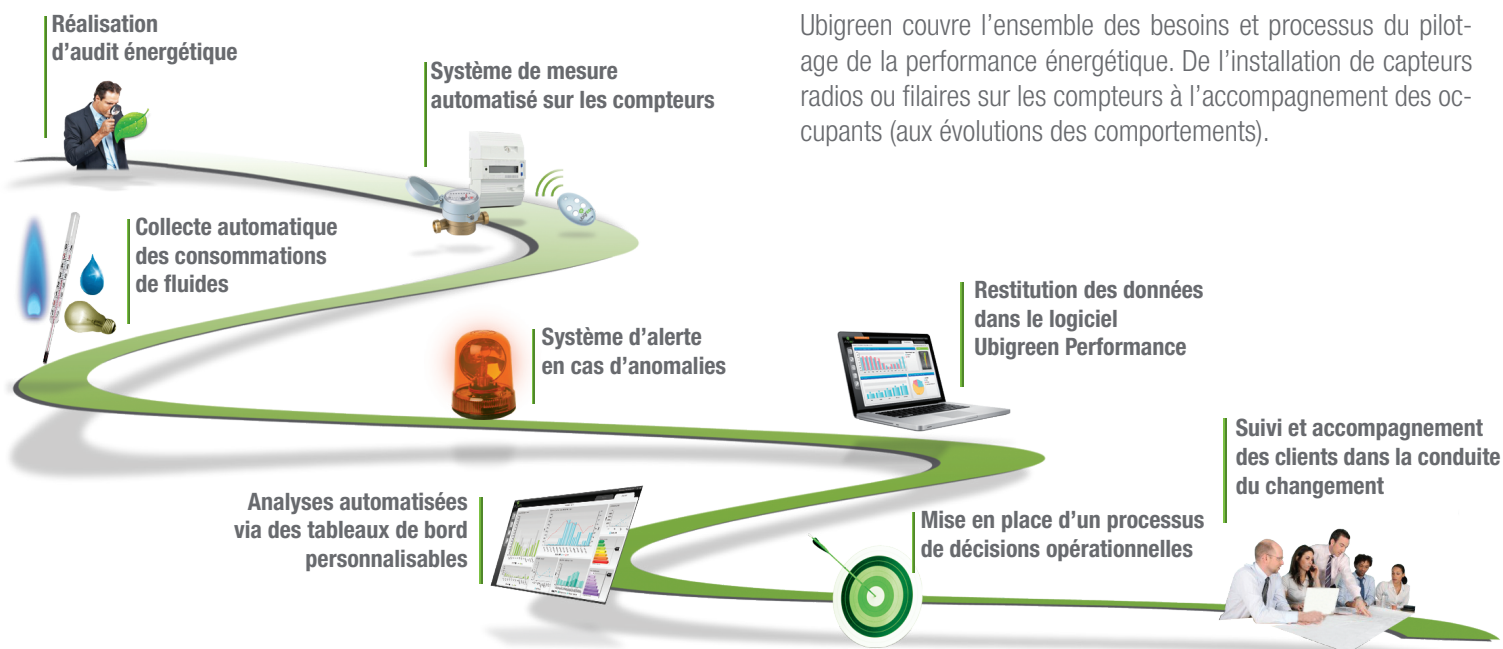 Réalisation
d'audit énergétique
Système de mesure
automatisé sur les compteurs
Ubigreen couvre l'ensemble des besoins et processus du pilot-
age de la performance énergétique. De l'installation de capteurs
radios ou filaires sur les compteurs à l'accompagnement des oc-
cupants (aux évolutions des comportements).
Collecte automatique
des consommations
de fluides
Système d'alerte
en cas d'anomalies
Restitution des données
dans le logiciel
Ubigreen Performance
Analyses automatisées
via des tableaux de bord
personnalisables
Mise en place d'un processus
de décisions opérationnelles
Suivi et accompagnement
des clients dans la conduite
du changement